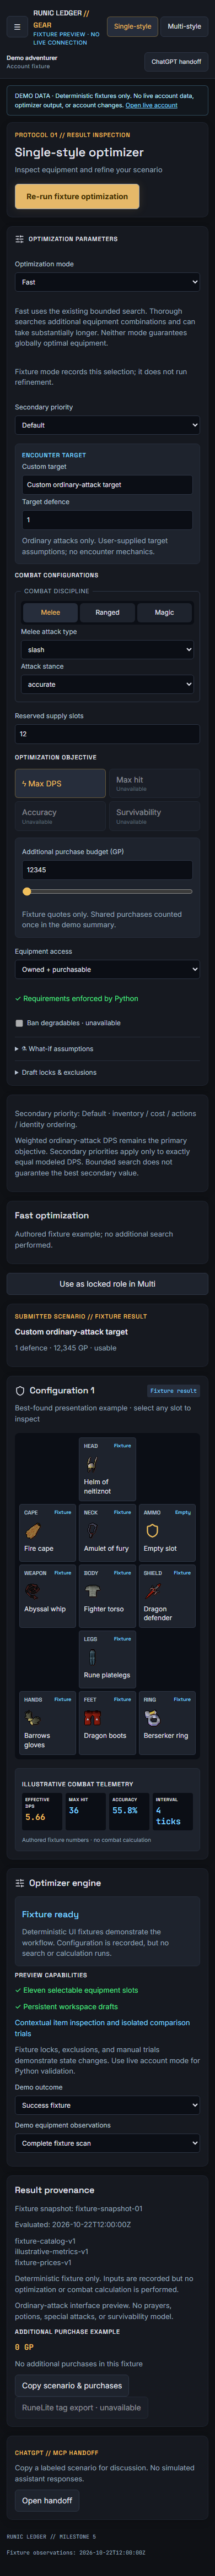 RUNIC LEDGER //
GEAR
FIXTURE PREVIEW · NO
LIVE CONNECTION
Single-style
Multi-style
Demo adventurer
Account fixture
ChatGPT handoff
DEMO DATA · Deterministic fixtures only. No live account data,
optimizer output, or account changes. Open live account
PROTOCOL 01 // RESULT INSPECTION
Single-style optimizer
Inspect equipment and refine your scenario
Re-run fixture optimization
OPTIMIZATION PARAMETERS
Optimization mode
Fast
Fast uses the existing bounded search. Thorough
searches additional equipment combinations and can
take substantially longer. Neither mode guarantees
globally optimal equipment.
Fixture mode records this selection; it does not run
refinement.
Secondary priority
Default
ENCOUNTER TARGET
Custom target
Custom ordinary-attack target
Target defence
1
Ordinary attacks only. User-supplied target
assumptions; no encounter mechanics.
COMBAT CONFIGURATIONS
COMBAT DISCIPLINE
Melee
Ranged
Magic
Melee attack type
slash
Attack stance
accurate
Reserved supply slots
12
OPTIMIZATION OBJECTIVE
ϟ Max DPS
Max hit
Unavailable
Accuracy
Unavailable
Survivability
Unavailable
Additional purchase budget (GP)
12345
Fixture quotes only. Shared purchases counted
once in the demo summary.
Equipment access
Owned + purchasable
✓ Requirements enforced by Python
Ban degradables · unavailable
▸ ⚗ What-if assumptions
▸ Draft locks & exclusions
Secondary priority: Default · inventory / cost / actions
/ identity ordering.
Weighted ordinary-attack DPS remains the primary
objective. Secondary priorities apply only to exactly
equal modeled DPS. Bounded search does not
guarantee the best secondary value.
Fast optimization
Authored fixture example; no additional search
performed.
Use as locked role in Multi
SUBMITTED SCENARIO // FIXTURE RESULT
Custom ordinary-attack target
1 defence · 12,345 GP · usable
Configuration 1
Fixture result
Best-found presentation example · select any slot to
inspect
HEAD Fixture
Helm of
neitiznot
CAPE Fixture
Fire cape
NECK Fixture
Amulet of fury
AMMO Empty
Empty slot
WEAPON Fixture
Abyssal whip
BODY Fixture
Fighter torso
SHIELD Fixture
Dragon
defender
LEGS Fixture
Rune platelegs
HANDS Fixture
Barrows
gloves
FEET Fixture
Dragon boots
RING Fixture
Berserker ring
ILLUSTRATIVE COMBAT TELEMETRY
EFFECTIVE
DPS
5.66
MAX HIT
36
ACCURACY
55.8%
INTERVAL
4
ticks
Authored fixture numbers · no combat calculation
Optimizer engine
Fixture ready
Deterministic UI fixtures demonstrate the
workflow. Configuration is recorded, but no
search or calculation runs.
PREVIEW CAPABILITIES
✓ Eleven selectable equipment slots
✓ Persistent workspace drafts
Contextual item inspection and isolated comparison
trials
Fixture locks, exclusions, and manual trials
demonstrate state changes. Use live account mode for
Python validation.
Demo outcome
Success fixture
Demo equipment observations
Complete fixture scan
Result provenance
Fixture snapshot: fixture-snapshot-01
Evaluated: 2026-10-22T12:00:00Z
fixture-catalog-v1
illustrative-metrics-v1
fixture-prices-v1
Deterministic fixture only. Inputs are recorded but no
optimization or combat calculation is performed.
Ordinary-attack interface preview. No prayers,
potions, special attacks, or survivability model.
ADDITIONAL PURCHASE EXAMPLE
0 GP
No additional purchases in this fixture
Copy scenario & purchases
RuneLite tag export · unavailable
CHATGPT // MCP HANDOFF
Copy a labeled scenario for discussion. No simulated
assistant responses.
Open handoff
RUNIC LEDGER // MILESTONE 5
Fixture observations: 2026-10-22T12:00:00Z